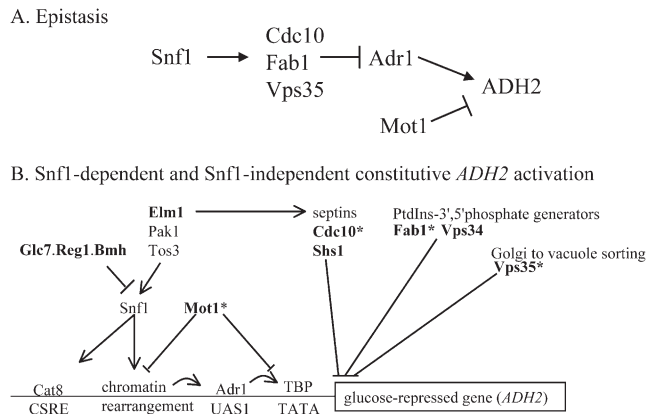 A. Epistasis
Cdc10
Snf1 Fab1 Adr1
Vps35 ADH2
Mot1
B. Snf1-dependent and Snf1-independent constitutive ADH2 activation
Elm1 septins PtdIns-3',5'phosphate generators
Pak1 Cdc10* Fab1* Vps34
Glc7.Reg1.Bmh Tos3 Shs1 Golgi to vacuole sorting
Vps35*
Snf1 Mot1*
Cat8 chromatin Adr1 TBP glucose-repressed gene (ADH2)
CSRE rearrangement UAS1 TATA